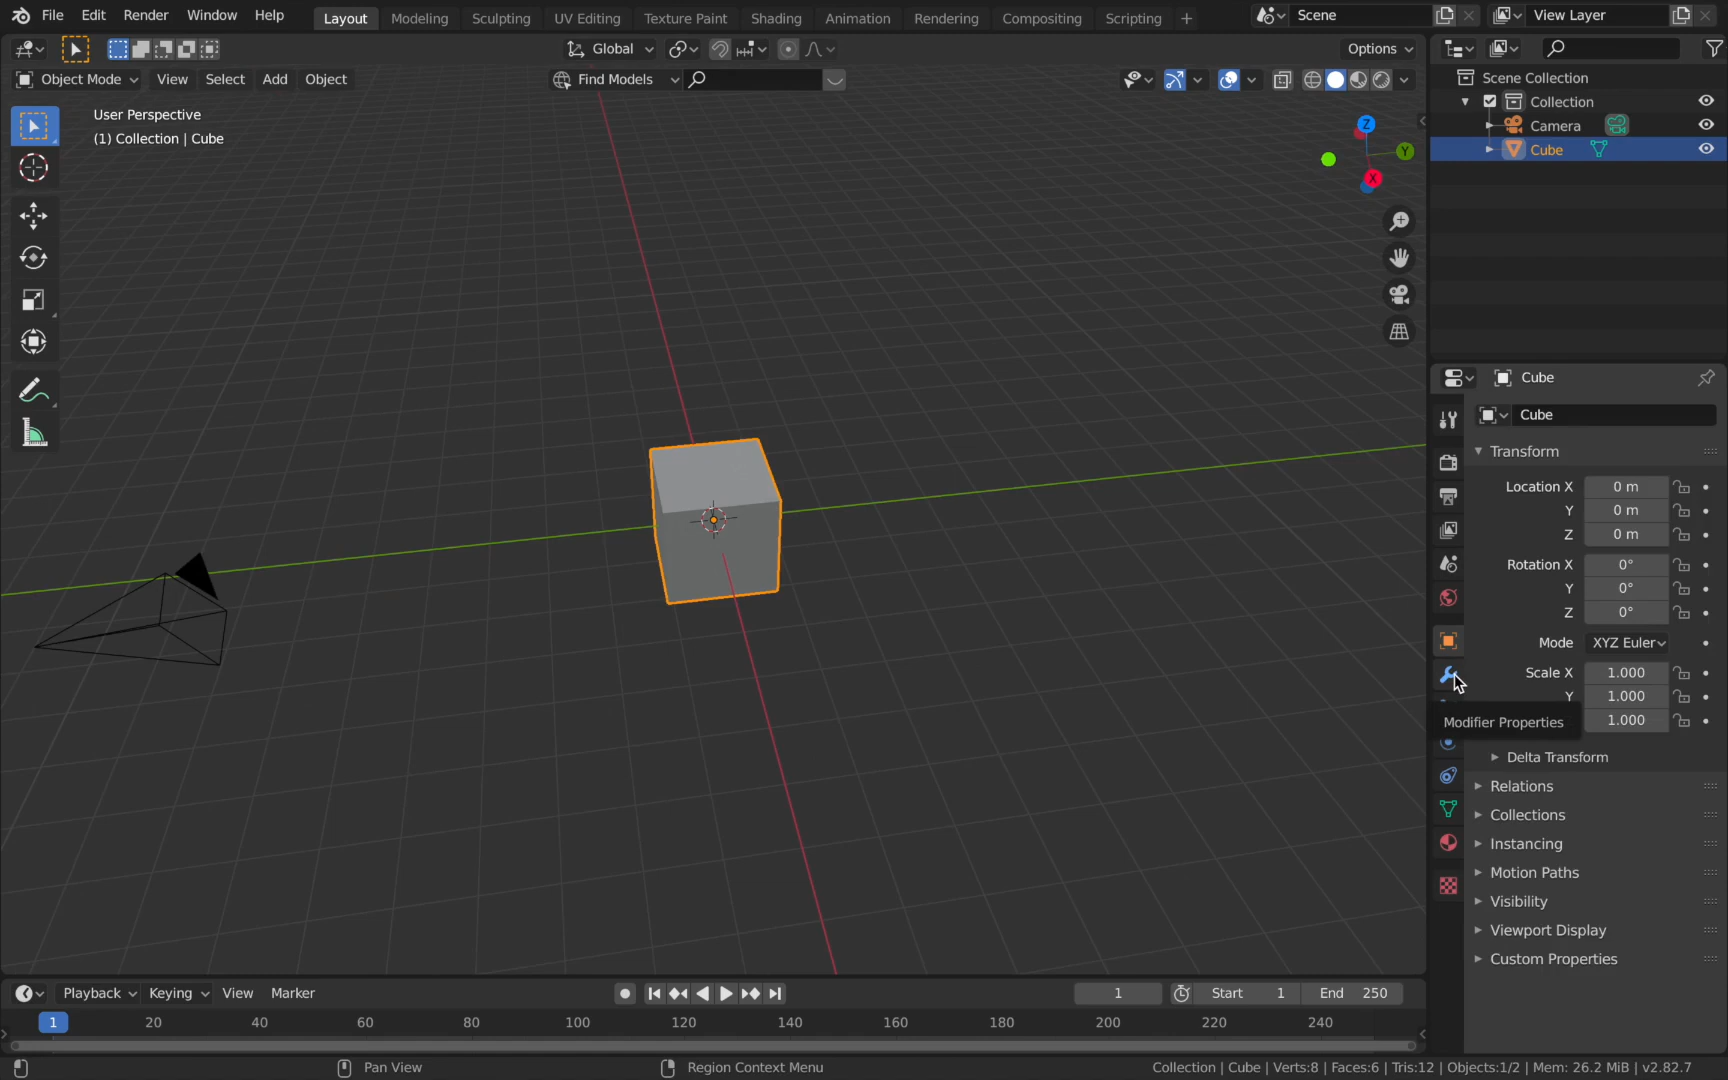 File Edit Render Window Help Layout Modeling Sculpting UV Editing Texture Paint Shading Animation Rendering Compositing Scripting + Scene View Layer
Global Options
Object Mode View Select Add Object Find Models
User Perspective
(1) Collection | Cube
Z
Y
X
Scene Collection
Collection
Camera
Cube
Cube
Cube
Transform
Location X 0 m
Y 0 m
Z 0 m
Rotation X 0°
Y 0°
Z 0°
Mode XYZ Euler
Scale X 1.000
Y 1.000
1.000
Modifier Properties
Delta Transform
Relations
Collections
Instancing
Motion Paths
Visibility
Viewport Display
Custom Properties
Playback Keying View Marker 1 Start 1 End 250
1 20 40 60 80 100 120 140 160 180 200 220 240
Pan View Region Context Menu Collection | Cube | Verts:8 | Faces:6 | Tris:12 | Objects:1/2 | Mem: 26.2 MiB | v2.82.7